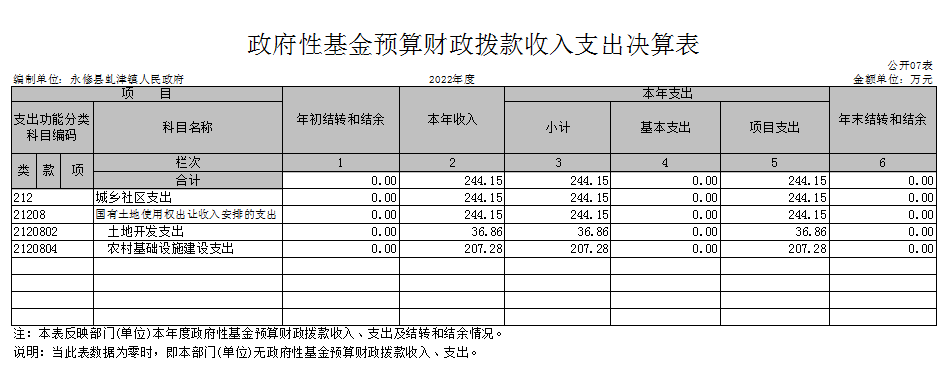 政府性基金预算财政拨款收入支出决算表
公开07表
编制单位：永修县虬津镇人民政府 2022年度 金额单位：万元
项 目 年初结转和结余 本年收入 本年支出 年末结转和结余
支出功能分类科目编码 科目名称 小计 基本支出 项目支出
类 款 项 栏次 1 2 3 4 5 6
合计 0.00 244.15 244.15 0.00 244.15 0.00
212 城乡社区支出 0.00 244.15 244.15 0.00 244.15 0.00
21208 国有土地使用权出让收入安排的支出 0.00 244.15 244.15 0.00 244.15 0.00
2120802 土地开发支出 0.00 36.86 36.86 0.00 36.86 0.00
2120804 农村基础设施建设支出 0.00 207.28 207.28 0.00 207.28 0.00
注：本表反映部门(单位)本年度政府性基金预算财政拨款收入、支出及结转和结余情况。
说明：当此表数据为零时，即本部门(单位)无政府性基金预算财政拨款收入、支出。